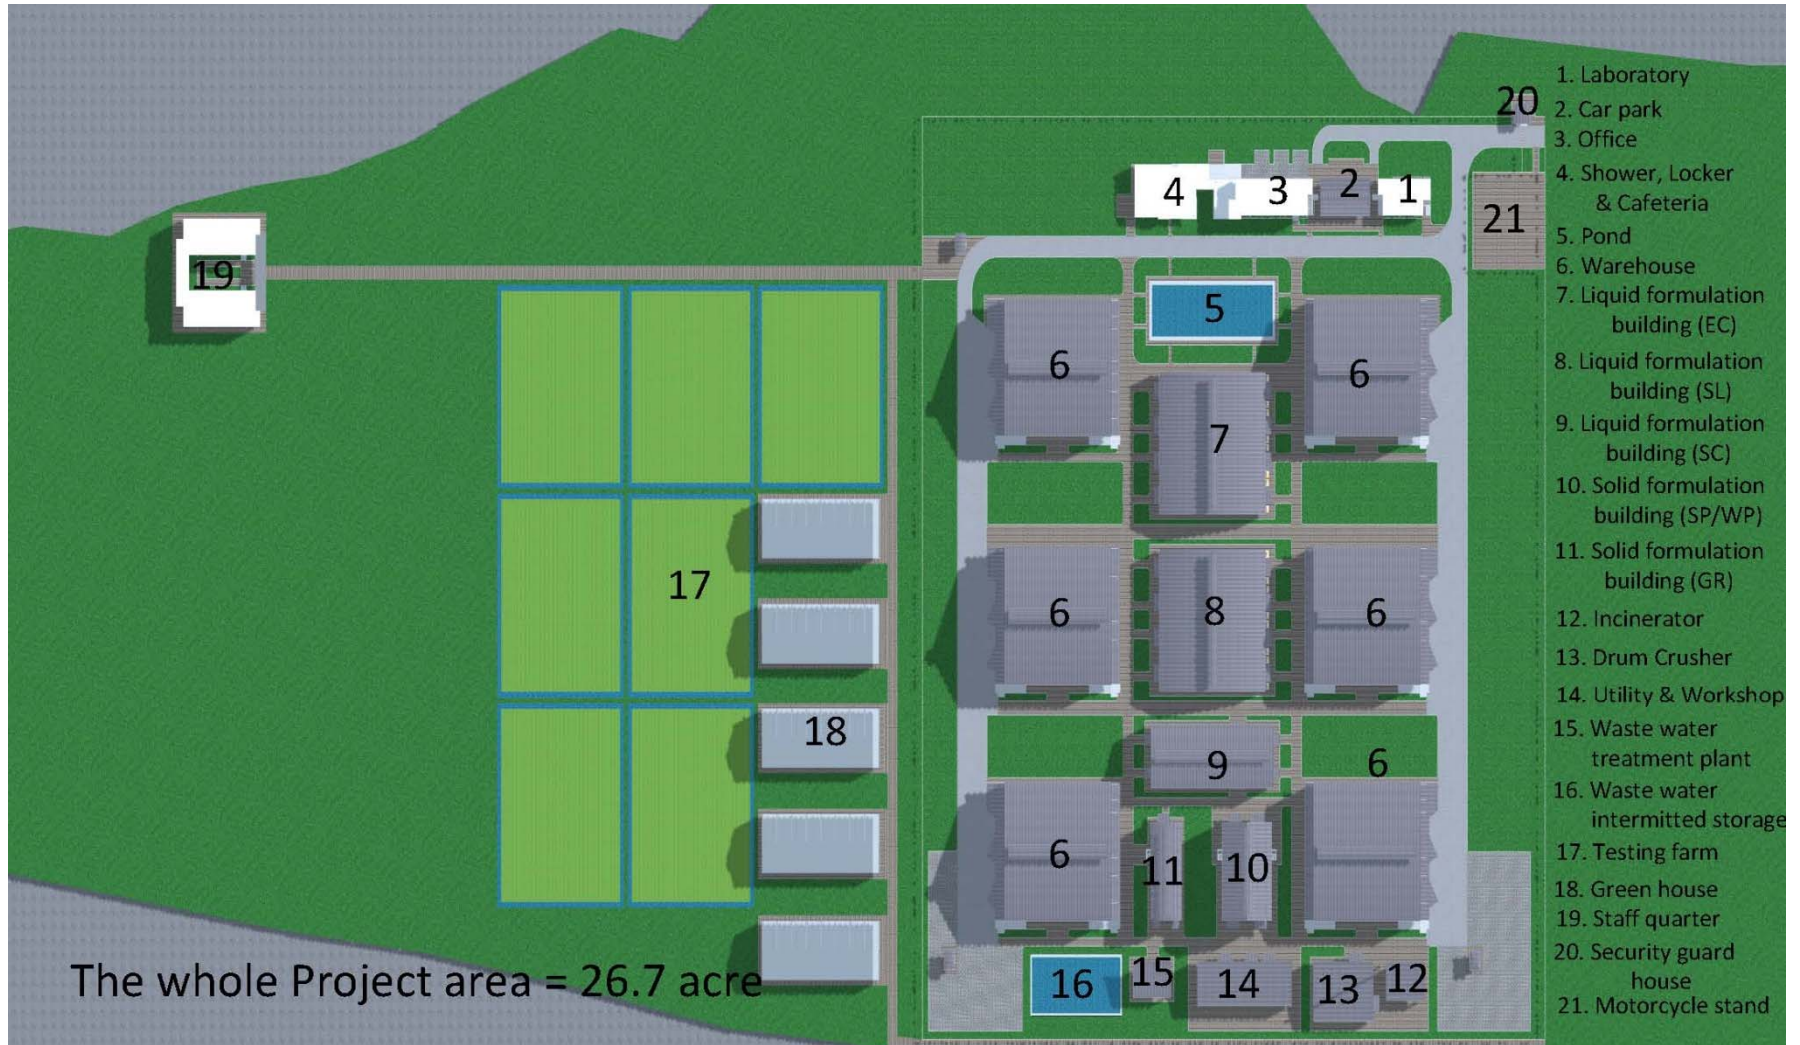 20
4
3
2
1
21
19
5
6
6
7
17
6
8
6
18
9
6
6
11
10
The whole Project area = 26.7 acre
16
15
14
13
12
1. Laboratory
2. Car park
3. Office
4. Shower, Locker
& Cafeteria
5. Pond
6. Warehouse
7. Liquid formulation
building (EC)
8. Liquid formulation
building (SL)
9. Liquid formulation
building (SC)
10. Solid formulation
building (SP/WP)
11. Solid formulation
building (GR)
12. Incinerator
13. Drum Crusher
14. Utility & Workshop
15. Waste water
treatment plant
16. Waste water
intermitted storage
17. Testing farm
18. Green house
19. Staff quarter
20. Security guard
house
21. Motorcycle stand